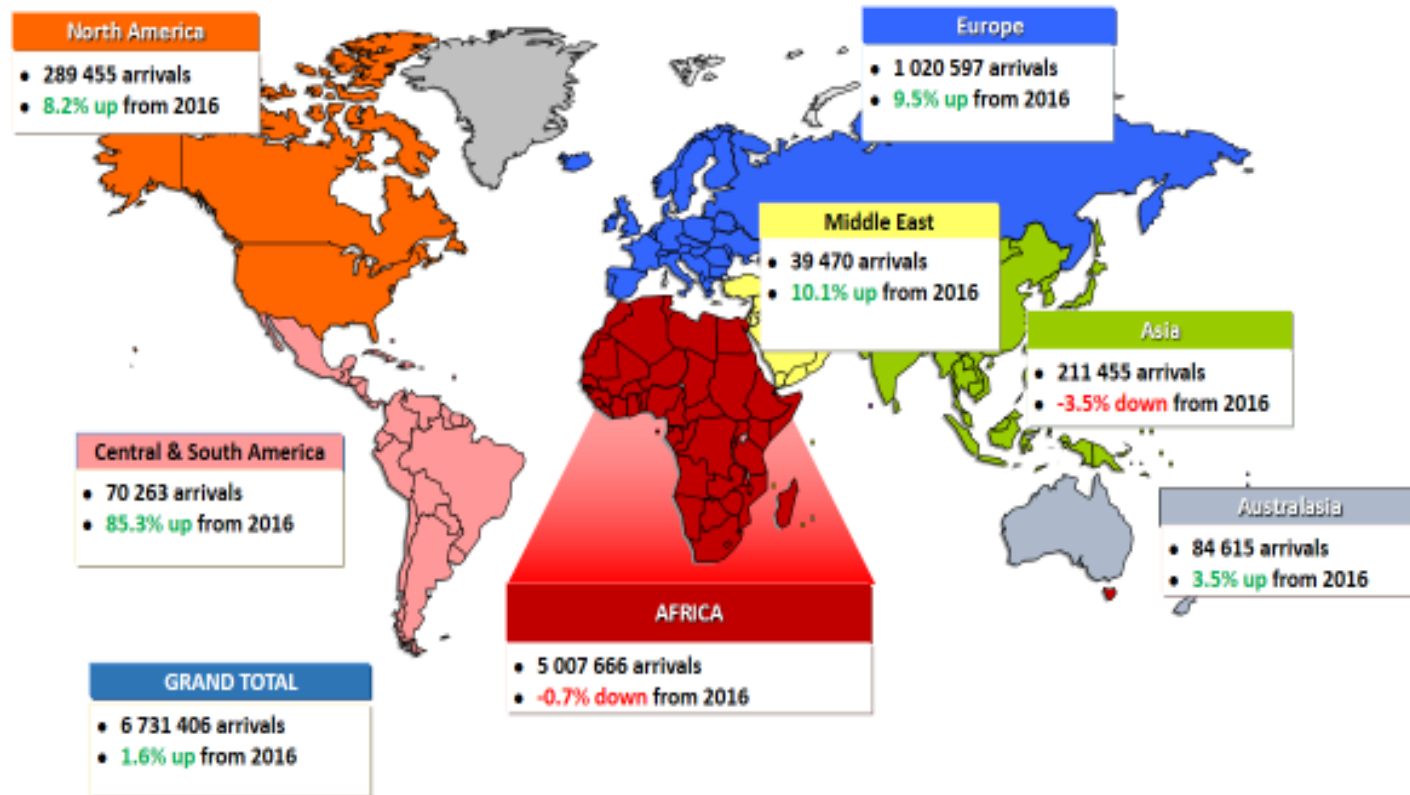 North America
• 289 455 arrivals
• 8.2% up from 2016
Europe
• 1 020 597 arrivals
• 9.5% up from 2016
Middle East
• 39 470 arrivals
• 10.1% up from 2016
Asia
• 211 455 arrivals
• -3.5% down from 2016
Central & South America
• 70 263 arrivals
• 85.3% up from 2016
Australasia
• 84 615 arrivals
• 3.5% up from 2016
AFRICA
• 5 007 666 arrivals
• -0.7% down from 2016
GRAND TOTAL
• 6 731 406 arrivals
• 1.6% up from 2016